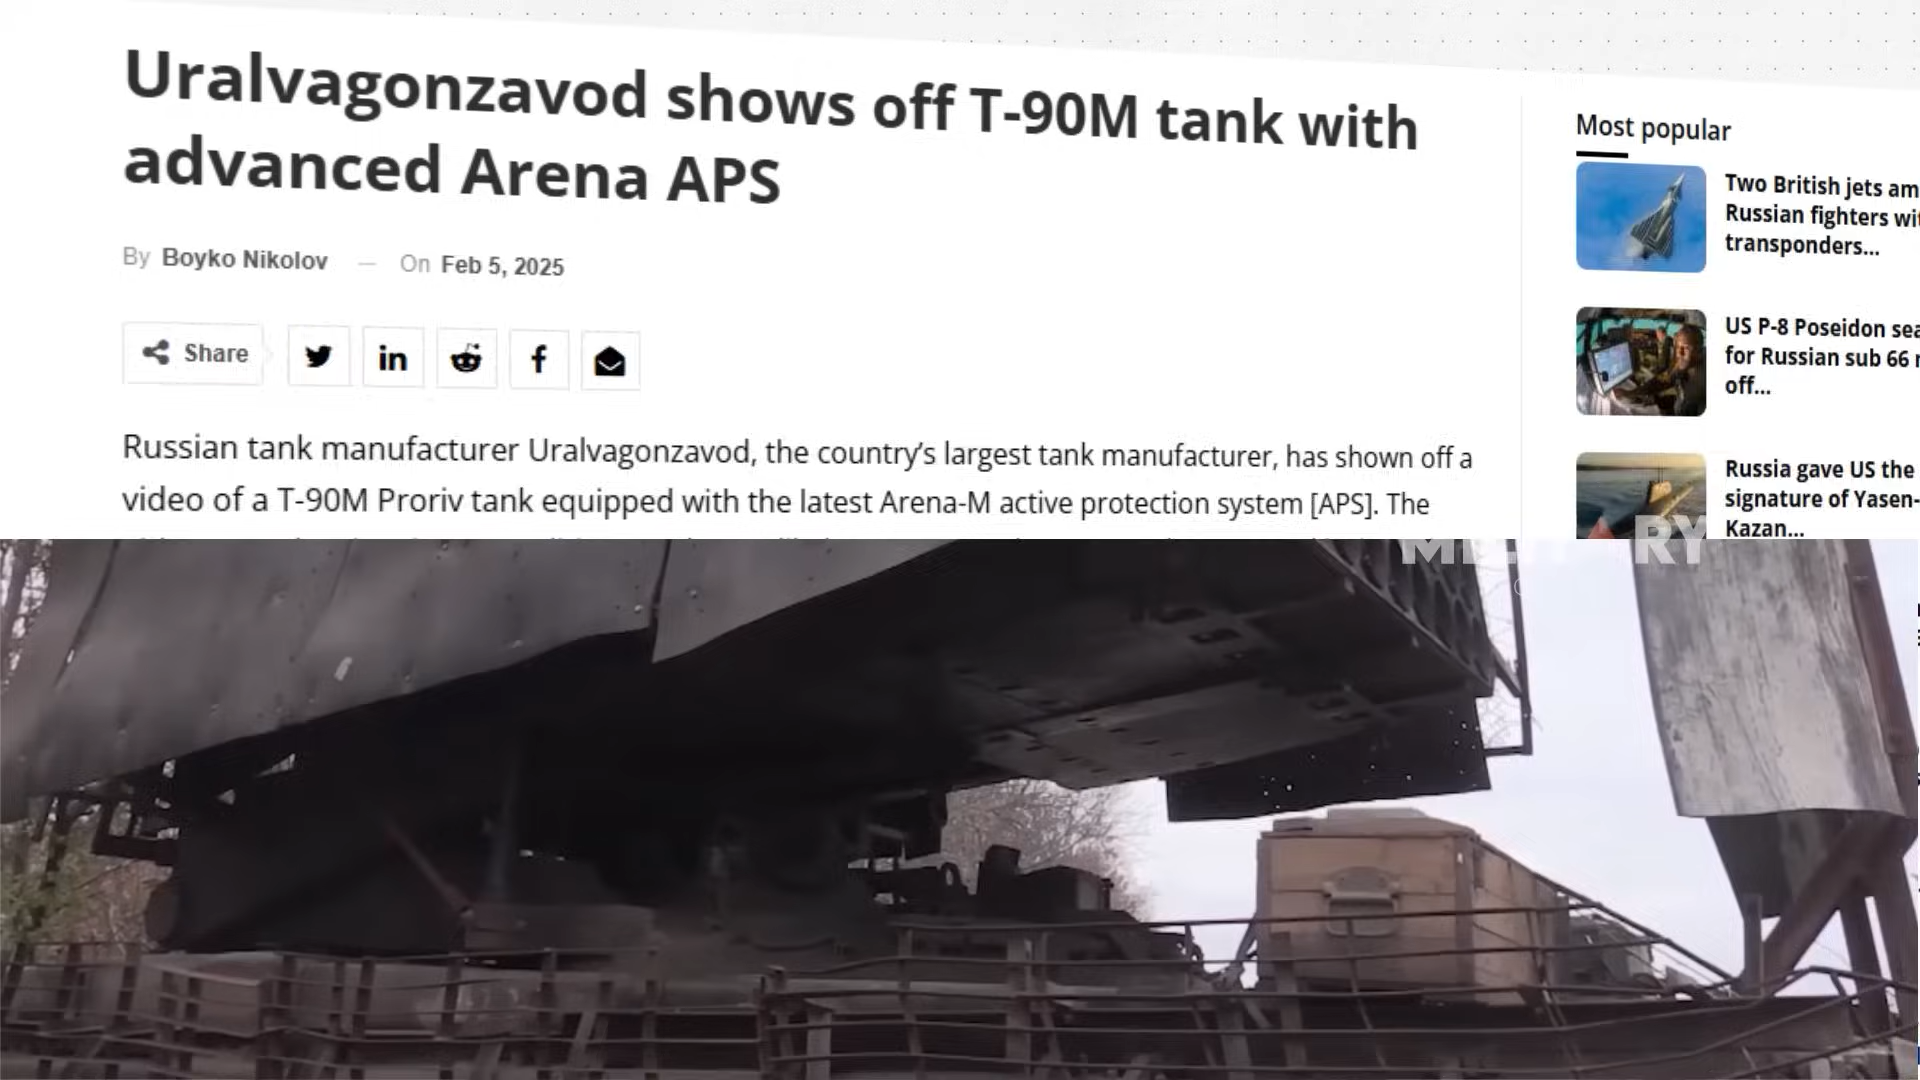 Uralvagonzavod shows off T-90M tank with
advanced Arena APS
By Boyko Nikolov — On Feb 5, 2025
Share
Russian tank manufacturer Uralvagonzavod, the country's largest tank manufacturer, has shown off a
video of a T-90M Proriv tank equipped with the latest Arena-M active protection system [APS]. The
Most popular
Two British jets am
Russian fighters wi
transponders...
US P-8 Poseidon sea
for Russian sub 66
off...
Russia gave US the
signature of Yasen-
Kazan...